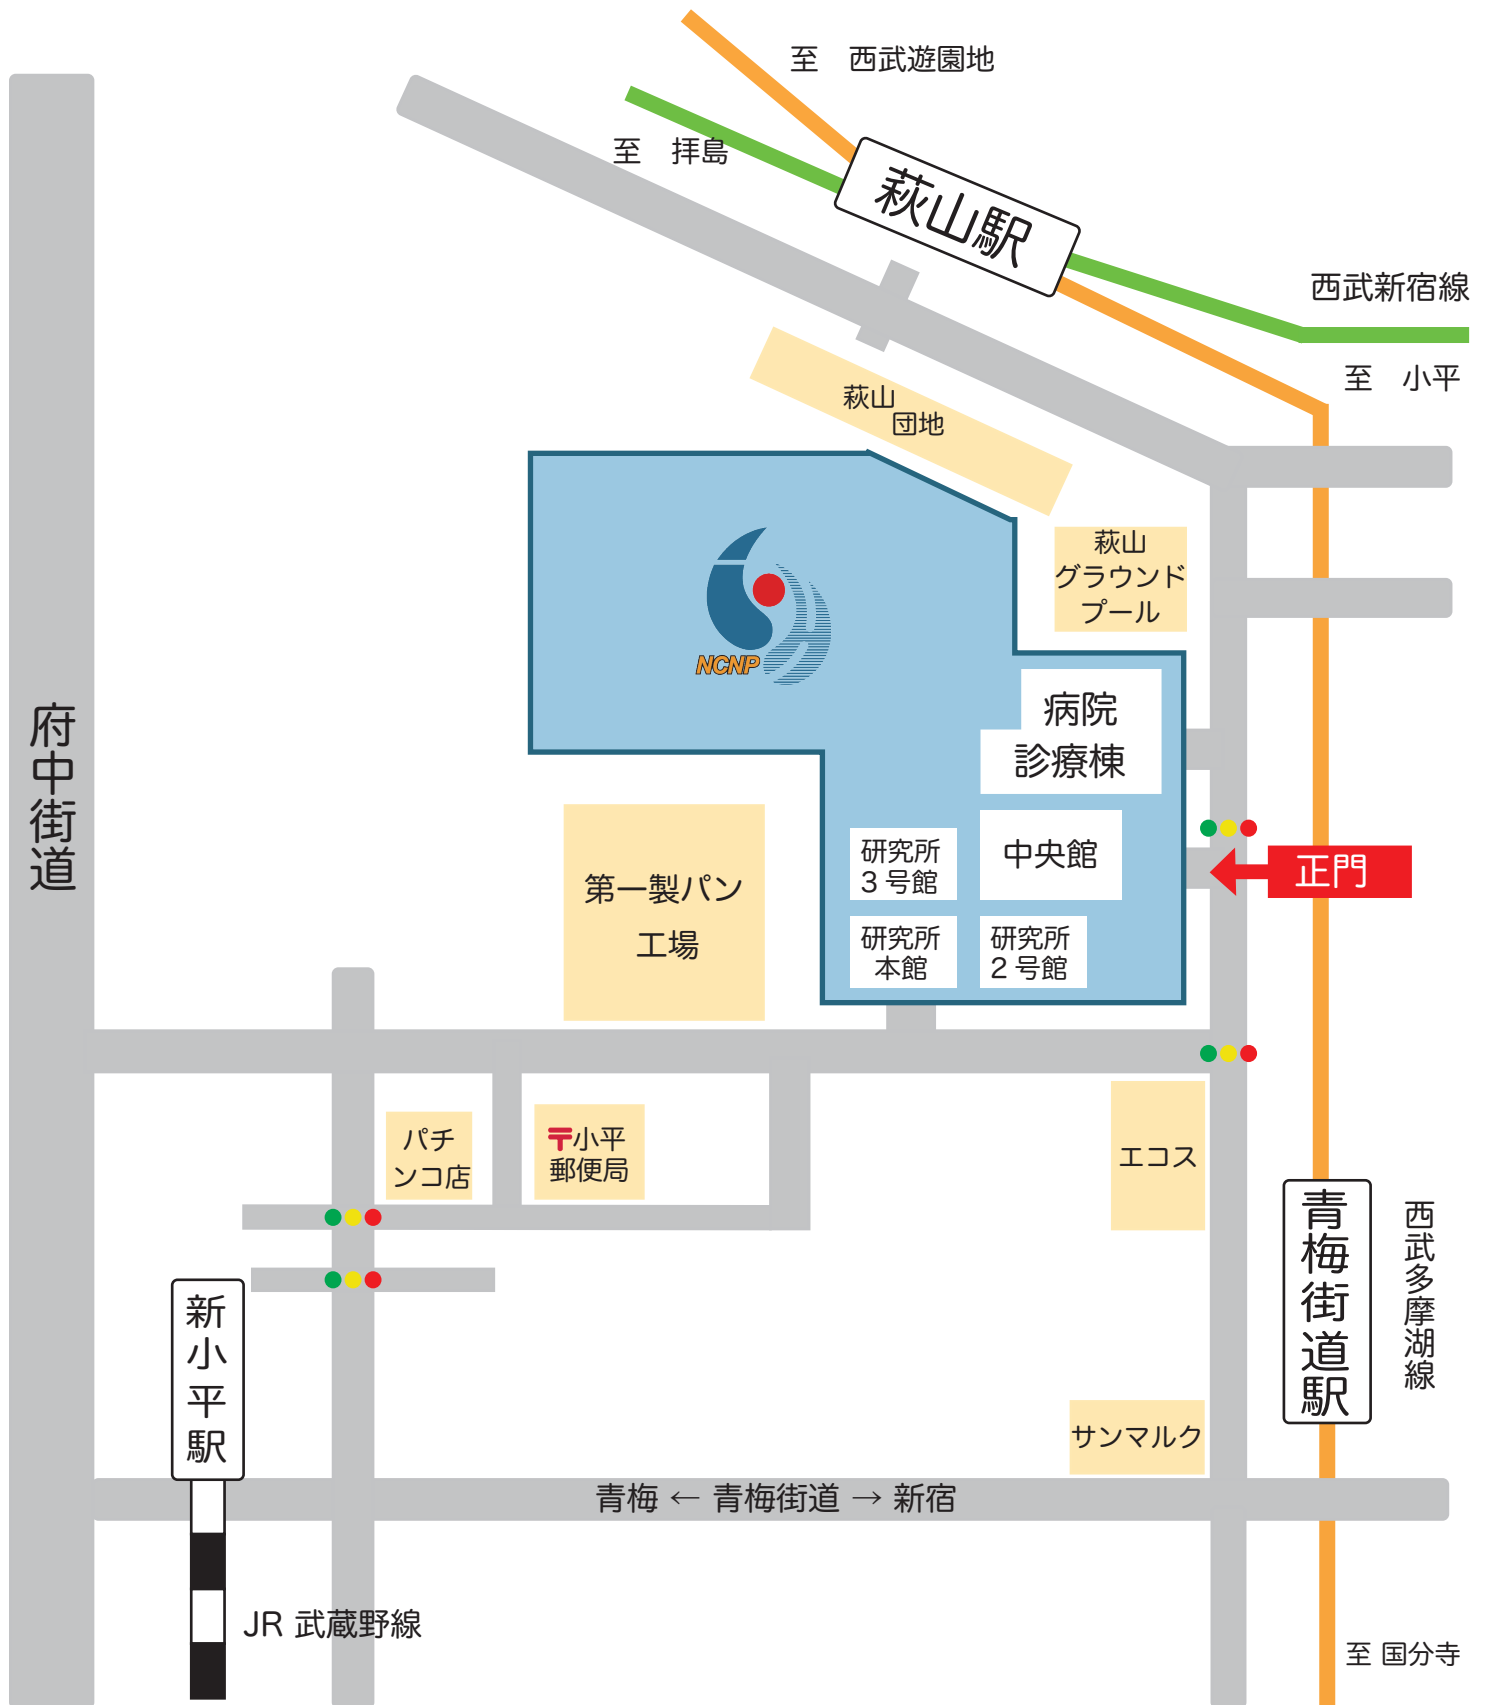 至　西武遊園地
至　拝島
萩山駅
西武新宿線
至　小平
萩山
団地
萩山
グラウンド
プール
NCNP
病院
診療棟
府中街道
研究所
3号館
中央館
正門
第一製パン
工場
研究所
本館
研究所
2号館
パチ
ンコ店
〒小平
郵便局
エコス
青梅街道駅
西武多摩湖線
新小平駅
サンマルク
青梅 ← 青梅街道 → 新宿
JR 武蔵野線
至 国分寺